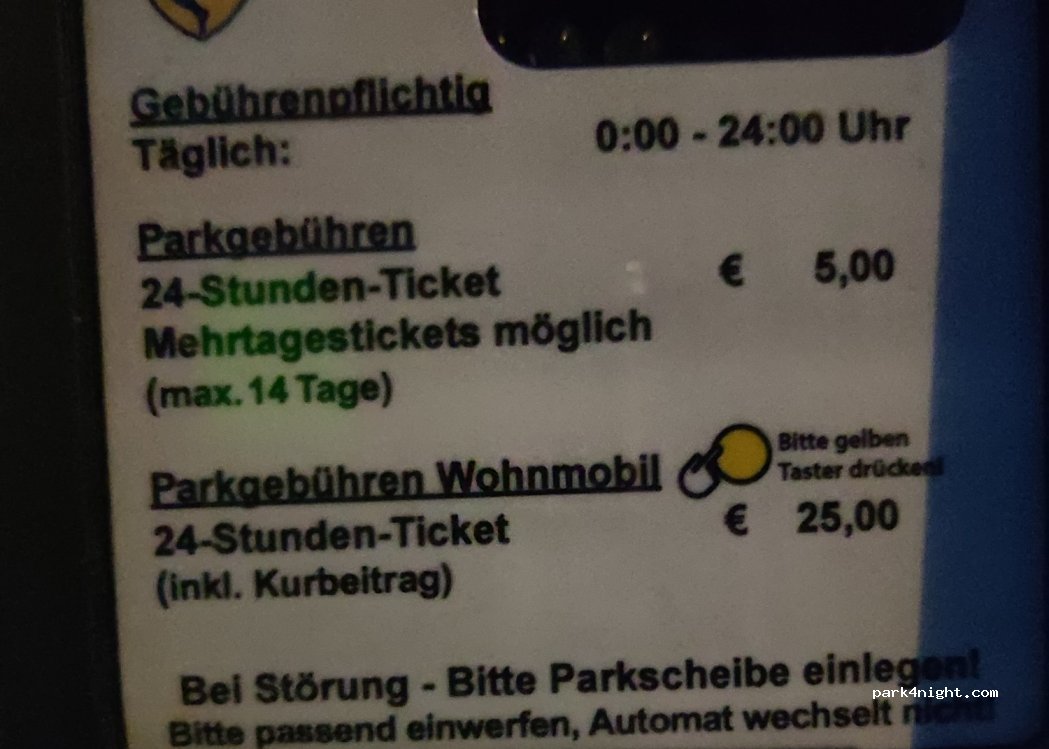 Gebührenpflichtig
Täglich: 0:00 - 24:00 Uhr
Parkgebühren
24-Stunden-Ticket € 5,00
Mehrtagestickets möglich
(max. 14 Tage)
Parkgebühren Wohnmobil
Bitte gelben
Taster drücken!
24-Stunden-Ticket € 25,00
(inkl. Kurbeitrag)
Bei Störung - Bitte Parkscheibe einlegen!
park4night.com
Bitte passend einwerfen, Automat wechselt nicht!